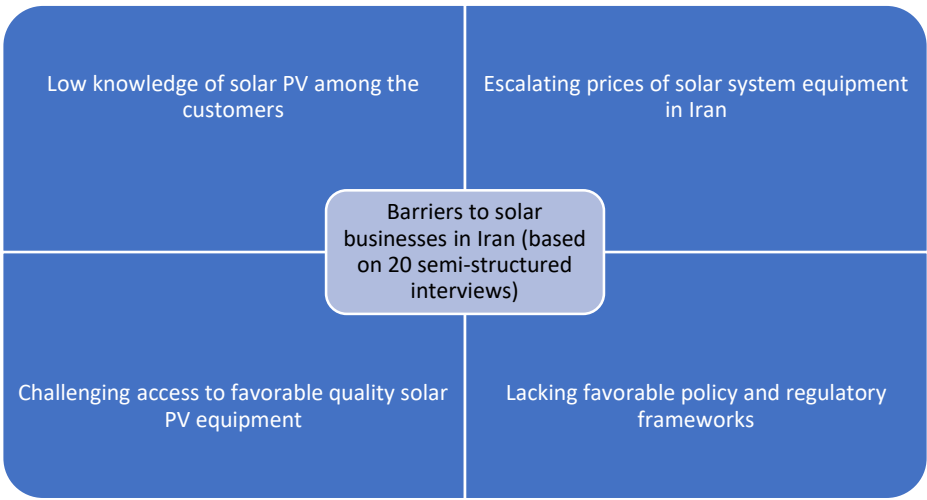 Low knowledge of solar PV among the
customers
Escalating prices of solar system equipment
in Iran
Barriers to solar
businesses in Iran (based
on 20 semi-structured
interviews)
Challenging access to favorable quality solar
PV equipment
Lacking favorable policy and regulatory
frameworks